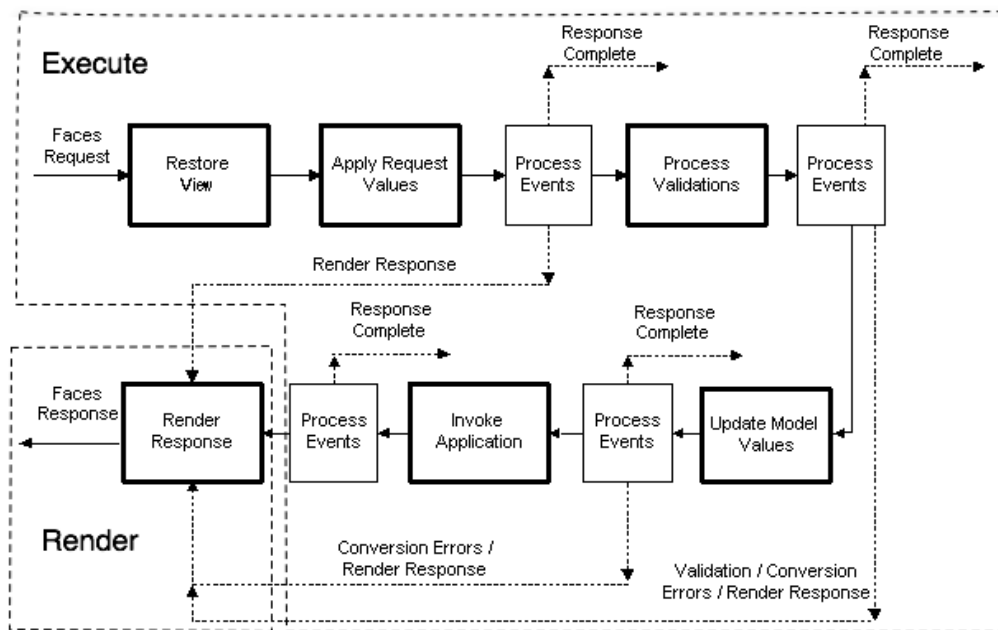 Execute
Response
Complete
Response
Complete
Faces
Request
Restore
View
Apply Request
Values
Process
Events
Process
Validations
Process
Events
Render Response
Response
Complete
Response
Complete
Faces
Response
Render
Response
Process
Events
Invoke
Application
Process
Events
Update Model
Values
Render
Conversion Errors /
Render Response
Validation / Conversion
Errors / Render Response